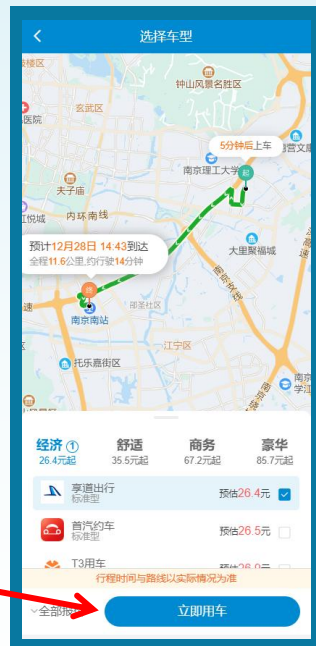 选择车型
钟山风景名胜区
玄武区
医院
5分钟后上车
南京理工大学
起
夫子庙
内环南线
预计12月28日 14:43到达
全程11.6公里,约行驶14分钟
大里聚福城
终
南京南站
江宁区
托乐嘉街区
经济 ① 舒适 商务 豪华
26.4元起 35.5元起 67.2元起 85.7元起
享道出行
标准型
预估26.4元
首汽约车
标准型
预估26.5元
T3用车
行程时间与路线以实际情况为准
立即用车